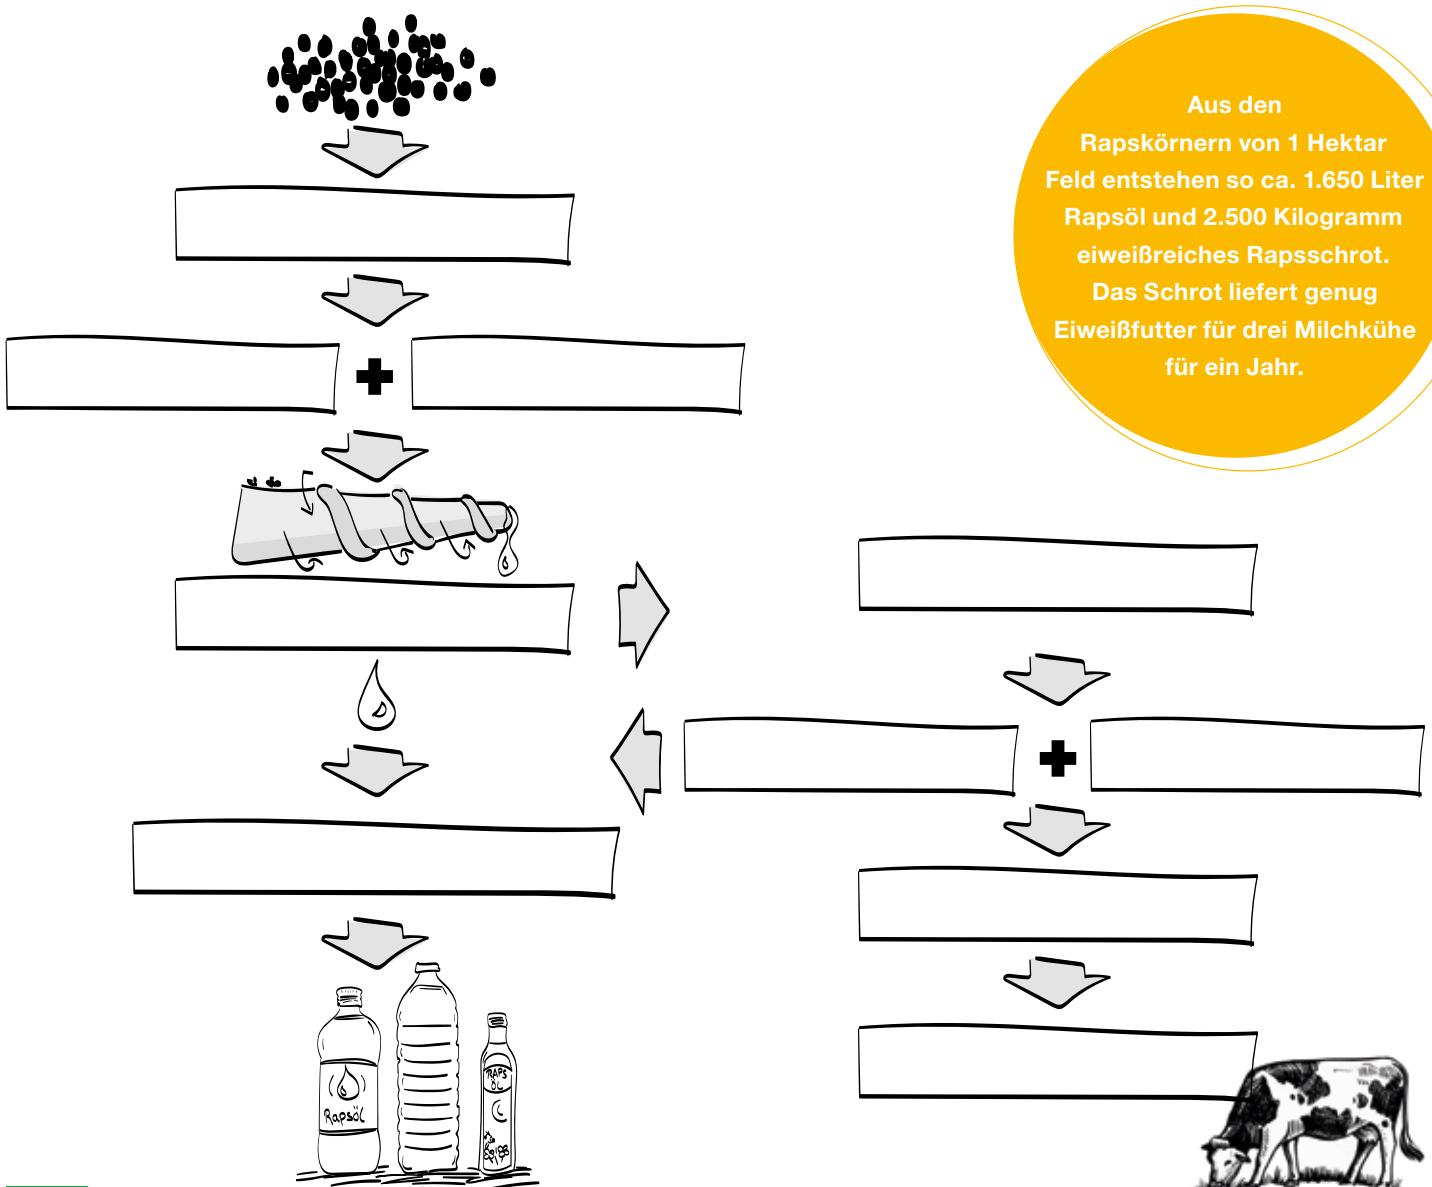 Aus den
Rapskörnern von 1 Hektar
Feld entstehen so ca. 1.650 Liter
Rapsöl und 2.500 Kilogramm
eiweißreiches Rapsschrot.
Das Schrot liefert genug
Eiweißfutter für drei Milchkühe
für ein Jahr.
Rapsöl
RAPS
ÖL